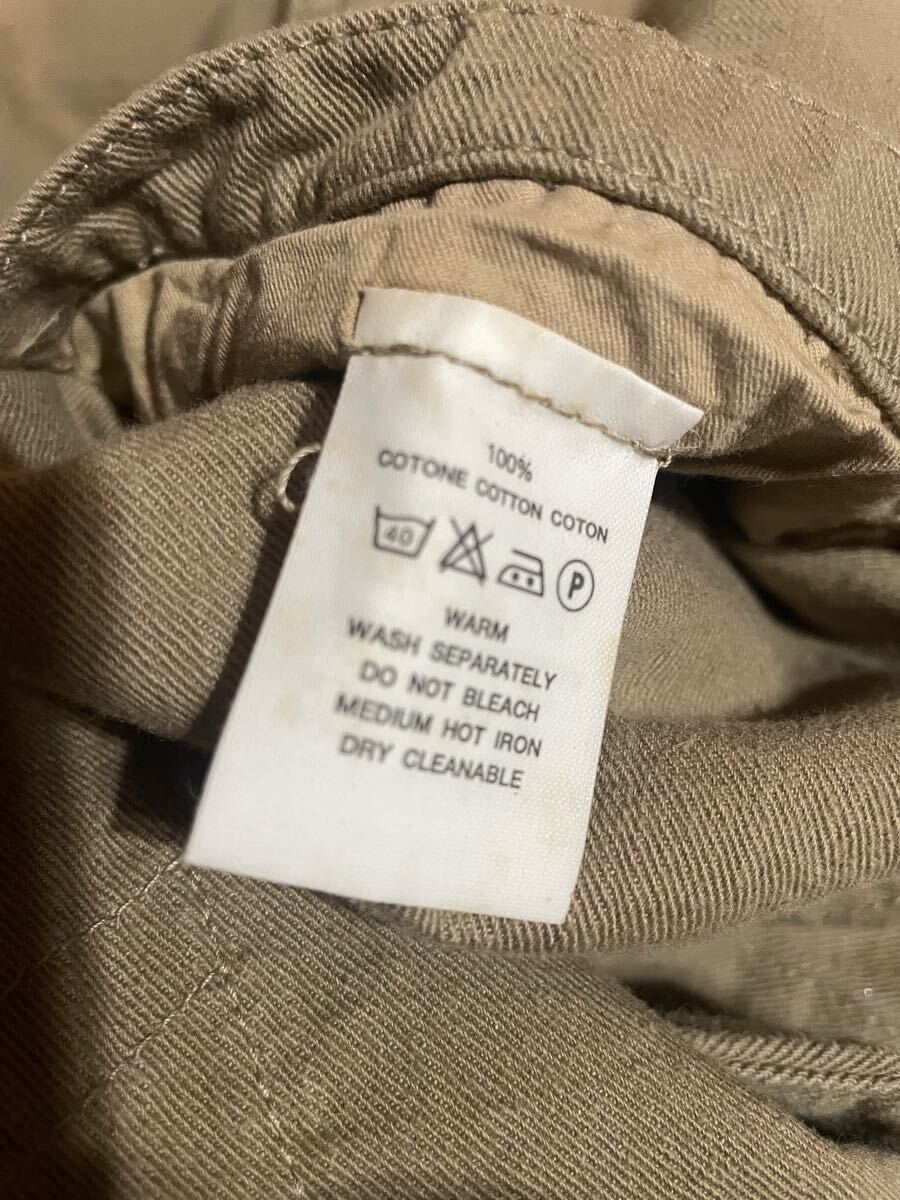 100%
COTONE COTTON COTON
40 P
WARM
WASH SEPARATELY
DO NOT BLEACH
MEDIUM HOT IRON
DRY CLEANABLE